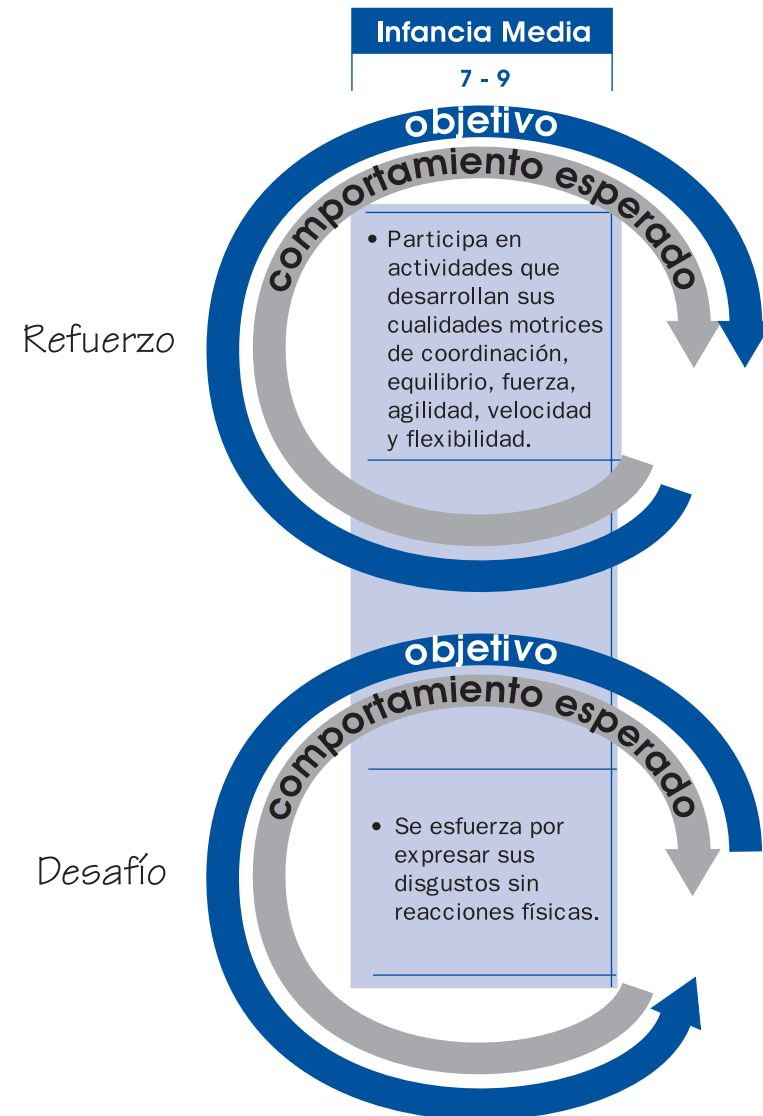 Infancia Media
7 - 9
objetivo
comportamiento esperado
• Participa en
actividades que
desarrollan sus
cualidades motrices
de coordinación,
equilibrio, fuerza,
agilidad, velocidad
y flexibilidad.
Refuerzo
objetivo
comportamiento esperado
• Se esfuerza por
expresar sus
disgustos sin
reacciones físicas.
Desafío